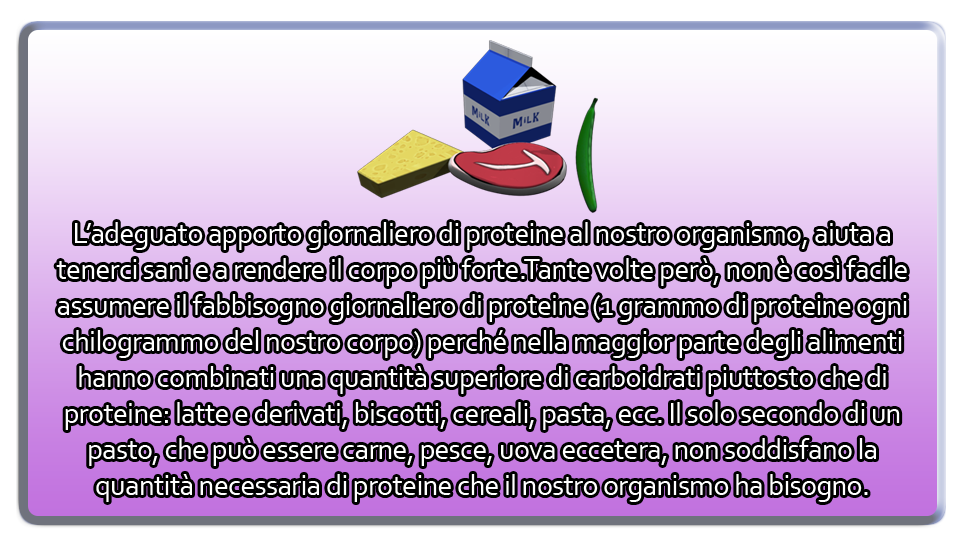 MILK
MILK
L'adeguato apporto giornaliero di proteine al nostro organismo, aiuta a
tenerci sani e a rendere il corpo più forte.Tante volte però, non è così facile
assumere il fabbisogno giornaliero di proteine (1 grammo di proteine ogni
chilogrammo del nostro corpo) perché nella maggior parte degli alimenti
hanno combinati una quantità superiore di carboidrati piuttosto che di
proteine: latte e derivati, biscotti, cereali, pasta, ecc. Il solo secondo di un
pasto, che può essere carne, pesce, uova eccetera, non soddisfano la
quantità necessaria di proteine che il nostro organismo ha bisogno.